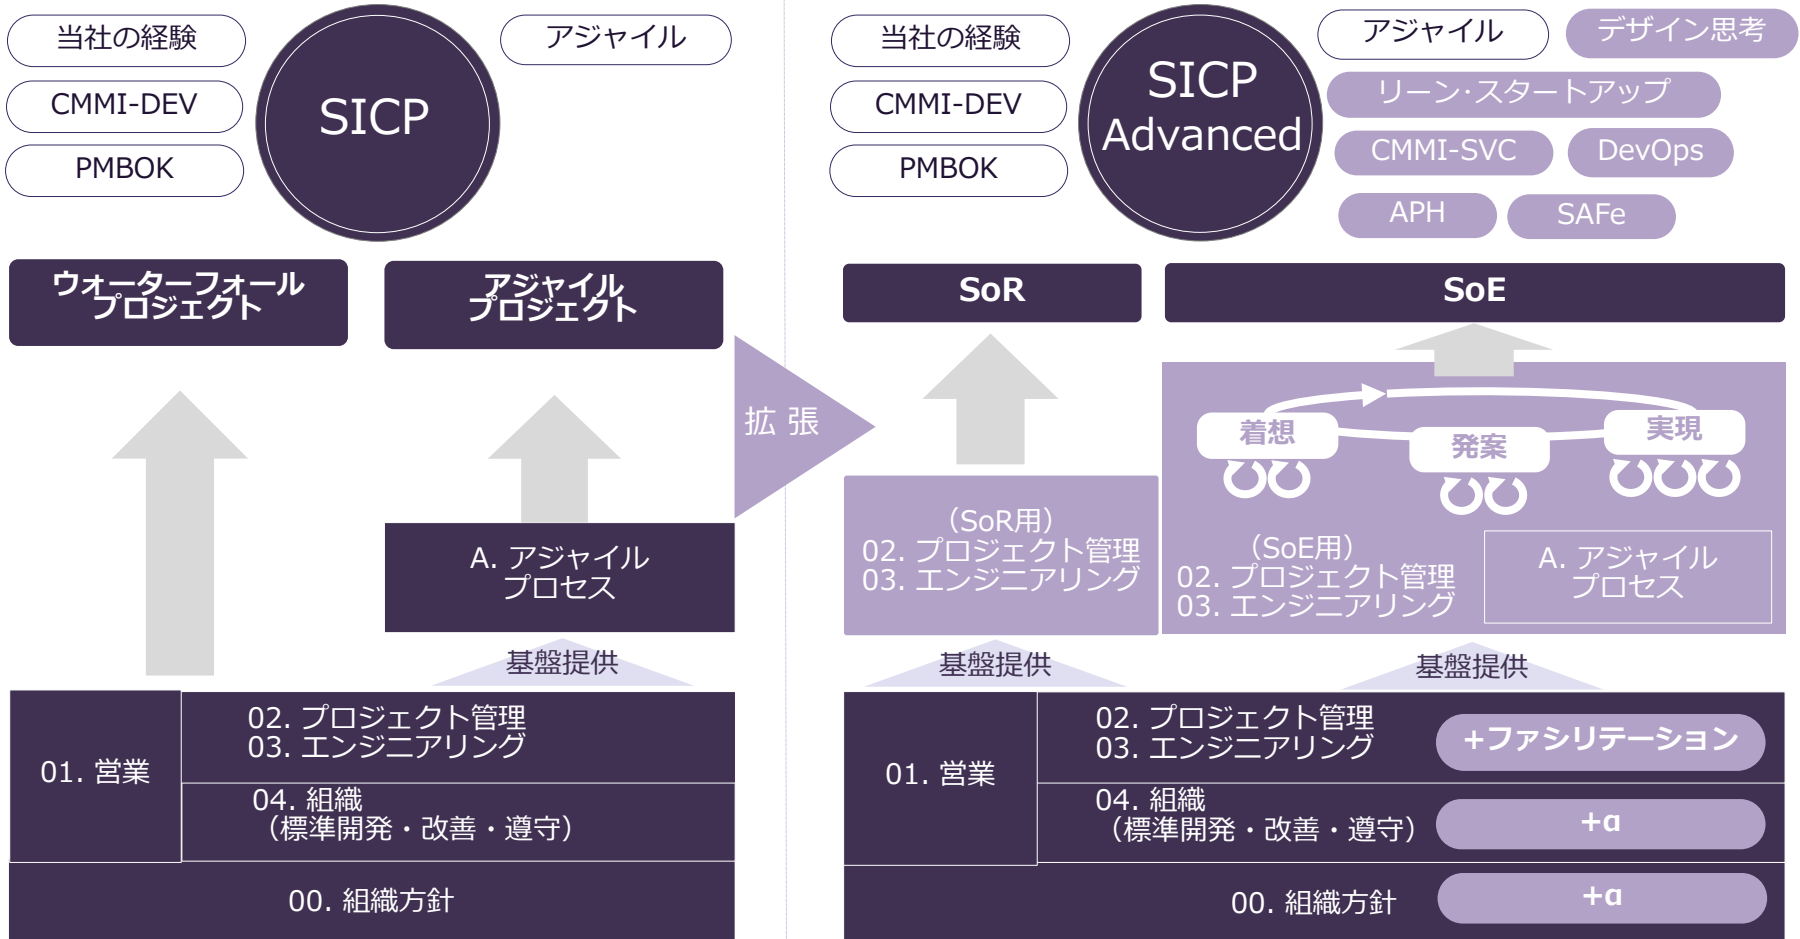 当社の経験
CMMI-DEV
PMBOK
SICP
アジャイル
ウォーターフォール
プロジェクト
アジャイル
プロジェクト
A. アジャイル
プロセス
基盤提供
01. 営業
02. プロジェクト管理
03. エンジニアリング
04. 組織
（標準開発・改善・遵守）
00. 組織方針
拡 張
当社の経験
CMMI-DEV
PMBOK
SICP
Advanced
アジャイル
デザイン思考
リーン･スタートアップ
CMMI-SVC
DevOps
APH
SAFe
SoR
SoE
着想
発案
実現
（SoR用）
02. プロジェクト管理
03. エンジニアリング
（SoE用）
02. プロジェクト管理
03. エンジニアリング
A. アジャイル
プロセス
基盤提供
基盤提供
01. 営業
02. プロジェクト管理
03. エンジニアリング
+ファシリテーション
04. 組織
（標準開発・改善・遵守）
+α
00. 組織方針
+α